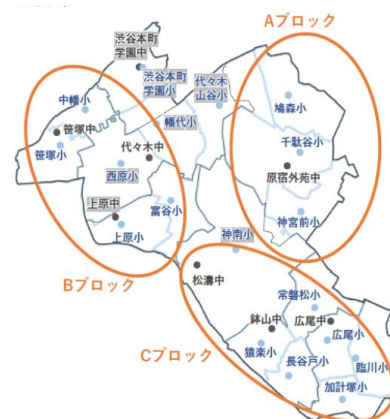 Aブロック
渋谷本町
学園中
渋谷本町
学園小
代々木
山谷小
中幡小
鳩森小
幡代小
笹塚中
千駄谷小
笹塚小
代々木中
原宿外苑中
西原小
上原中
富谷小
神宮前小
上原小
神南小
Bブロック
松濤中
常磐松小
鉢山中
広尾中
広尾小
Cブロック
猿楽小
長谷戸小
臨川小
加計塚小